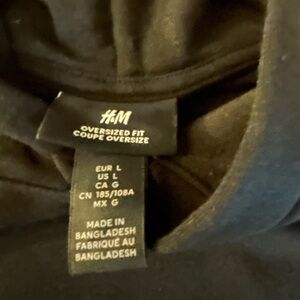 H&M
OVERSIZED FIT
COUPE OVERSIZE
EUR L
US L
CA G
CN 185/108A
MX G
MADE IN
BANGLADESH
FABRIQUÉ AU
BANGLADESH